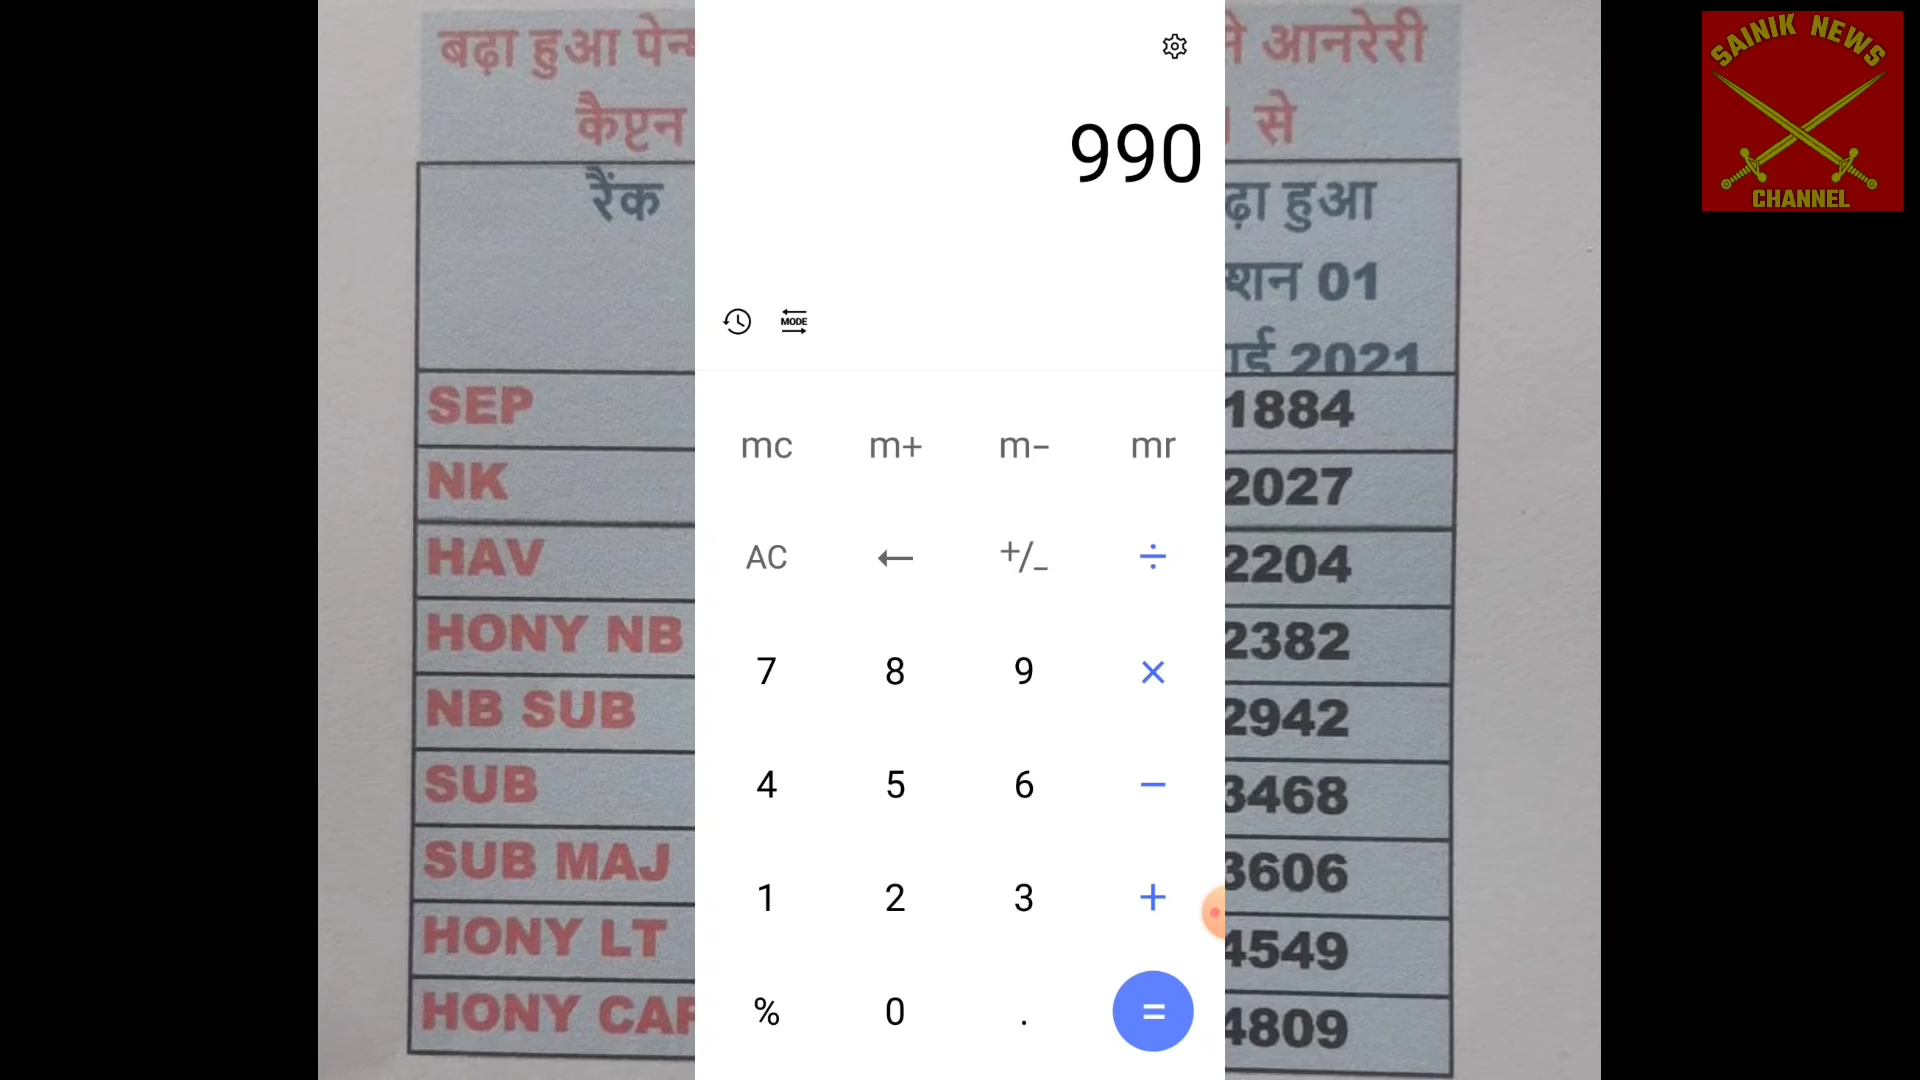 बढ़ा हुआ
आनरेरी
कैप्टन
से
रैंक
हुआ
01
2021
SEP
1884
NK
2027
HAV
2204
HONY NB
2382
NB SUB
2942
SUB
3468
SUB MAJ
3606
HONY LT
4549
HONY
4809
990
MODE
mc m+ m− mr
AC ← +/− ÷
7 8 9 ×
4 5 6 −
1 2 3 +
% 0 . =
SAINIK NEWS
CHANNEL